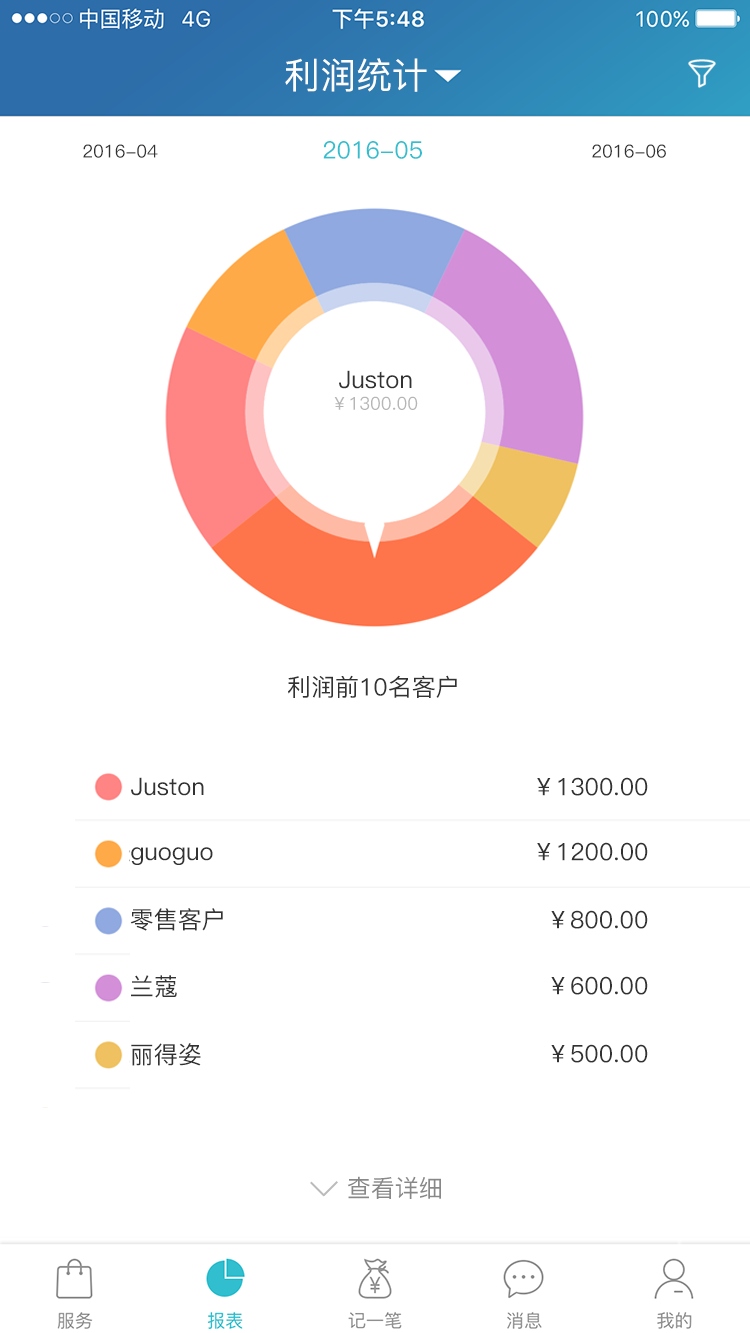 中国移动 4G 下午5:48 100%
利润统计
2016-04 2016-05 2016-06
Juston
¥1300.00
利润前10名客户
Juston ¥1300.00
guoguo ¥1200.00
零售客户 ¥800.00
兰蔻 ¥600.00
丽得姿 ¥500.00
查看详细
¥
服务 报表 记一笔 消息 我的